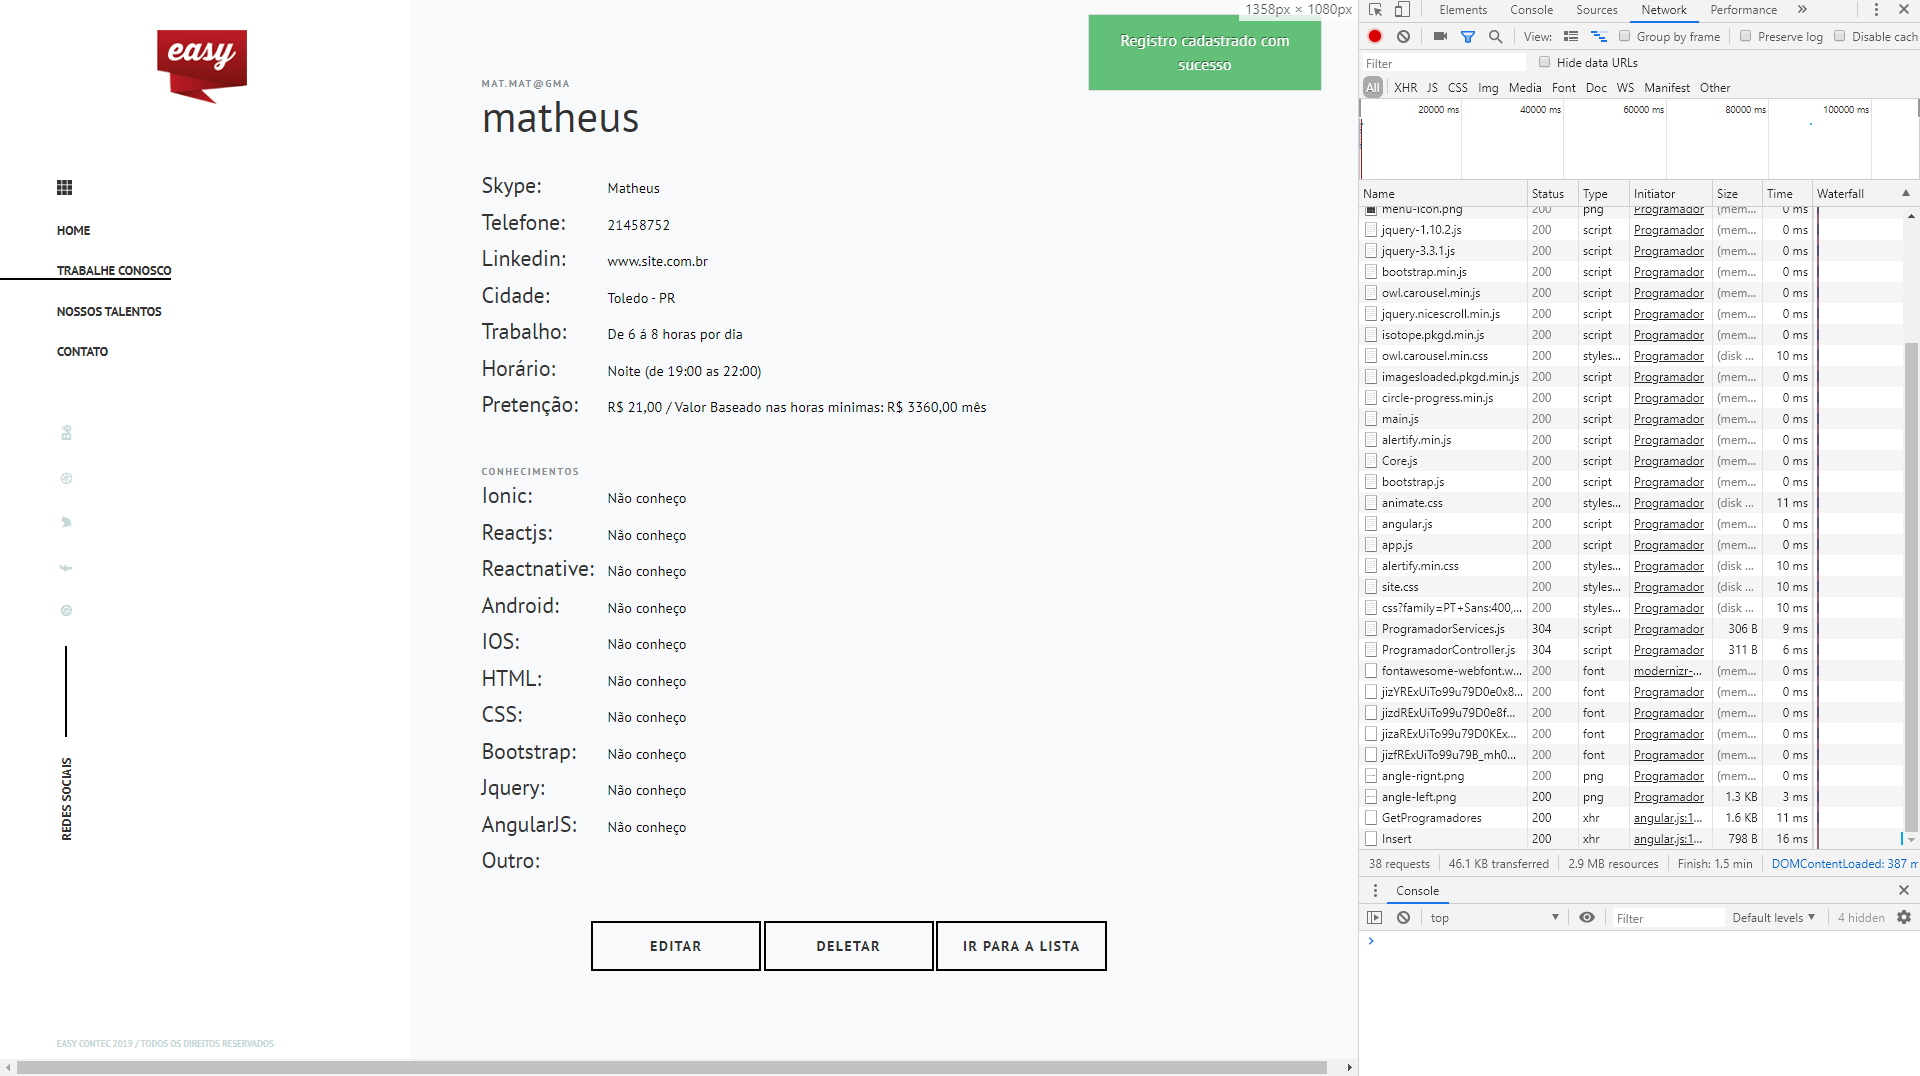 easy
HOME
TRABALHE CONOSCO
NOSSOS TALENTOS
CONTATO
REDES SOCIAIS
EASY CONTEC 2019 / TODOS OS DIREITOS RESERVADOS
1358px × 1080px
Registro cadastrado com
sucesso
MAT.MAT@GMA
matheus
Skype: Matheus
Telefone: 21458752
Linkedin: www.site.com.br
Cidade: Toledo - PR
Trabalho: De 6 á 8 horas por dia
Horário: Noite (de 19:00 as 22:00)
Pretenção: R$ 21,00 / Valor Baseado nas horas minimas: R$ 3360,00 mês
CONHECIMENTOS
Ionic: Não conheço
Reactjs: Não conheço
Reactnative: Não conheço
Android: Não conheço
IOS: Não conheço
HTML: Não conheço
CSS: Não conheço
Bootstrap: Não conheço
Jquery: Não conheço
AngularJS: Não conheço
Outro:
EDITAR DELETAR IR PARA A LISTA
Elements Console Sources Network Performance »
View: Group by frame Preserve log Disable cach
Filter Hide data URLs
All XHR JS CSS Img Media Font Doc WS Manifest Other
20000 ms 40000 ms 60000 ms 80000 ms 100000 ms
Name Status Type Initiator Size Time Waterfall
menu-icon.png 200 png Programador (mem... 0 ms
jquery-1.10.2.js 200 script Programador (mem... 0 ms
jquery-3.3.1.js 200 script Programador (mem... 0 ms
bootstrap.min.js 200 script Programador (mem... 0 ms
owl.carousel.min.js 200 script Programador (mem... 0 ms
jquery.nicescroll.min.js 200 script Programador (mem... 0 ms
isotope.pkgd.min.js 200 script Programador (mem... 0 ms
owl.carousel.min.css 200 styles... Programador (disk ... 10 ms
imagesloaded.pkgd.min.js 200 script Programador (mem... 0 ms
circle-progress.min.js 200 script Programador (mem... 0 ms
main.js 200 script Programador (mem... 0 ms
alertify.min.js 200 script Programador (mem... 0 ms
Core.js 200 script Programador (mem... 0 ms
bootstrap.js 200 script Programador (mem... 0 ms
animate.css 200 styles... Programador (disk ... 11 ms
angular.js 200 script Programador (mem... 0 ms
app.js 200 script Programador (mem... 0 ms
alertify.min.css 200 styles... Programador (disk ... 10 ms
site.css 200 styles... Programador (disk ... 10 ms
css?family=PT+Sans:400,... 200 styles... Programador (disk ... 10 ms
ProgramadorServices.js 304 script Programador 306 B 9 ms
ProgramadorController.js 304 script Programador 311 B 6 ms
fontawesome-webfont.w... 200 font modernizr-... (mem... 0 ms
jizYRExUiTo99u79D0e0x8... 200 font Programador (mem... 0 ms
jizdRExUiTo99u79D0e8f... 200 font Programador (mem... 0 ms
jizaRExUiTo99u79D0KEx... 200 font Programador (mem... 0 ms
jizfRExUiTo99u79B_mh0... 200 font Programador (mem... 0 ms
angle-rignt.png 200 png Programador (mem... 0 ms
angle-left.png 200 png Programador 1.3 KB 3 ms
GetProgramadores 200 xhr angular.js:1... 1.6 KB 11 ms
Insert 200 xhr angular.js:1... 798 B 16 ms
38 requests 46.1 KB transferred 2.9 MB resources Finish: 1.5 min DOMContentLoaded: 387 m
Console
top Filter Default levels 4 hidden